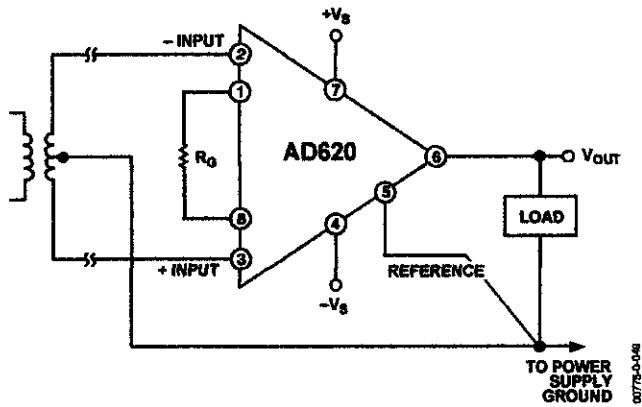 – INPUT
+VS
2
1
7
RG
AD620
6
VOUT
5
8
4
LOAD
3
+ INPUT
–VS
REFERENCE
TO POWER
SUPPLY
GROUND
00775-0-049